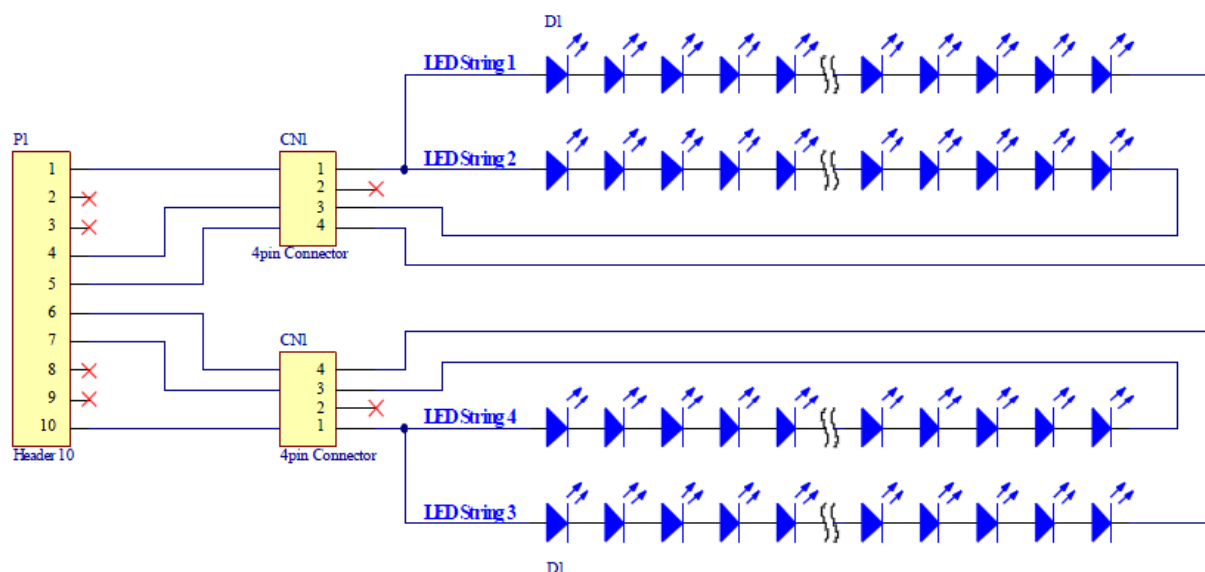 D1
LED String 1
P1
CN1
LED String 2
1
2
3
4
5
6
7
8
9
10
1
2
3
4
4pin Connector
CN1
4
3
2
1
LED String 4
Header 10
4pin Connector
LED String 3
D1